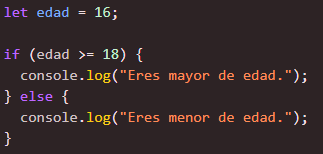 let edad = 16;

if (edad >= 18) {
  console.log("Eres mayor de edad.");
} else {
  console.log("Eres menor de edad.");
}